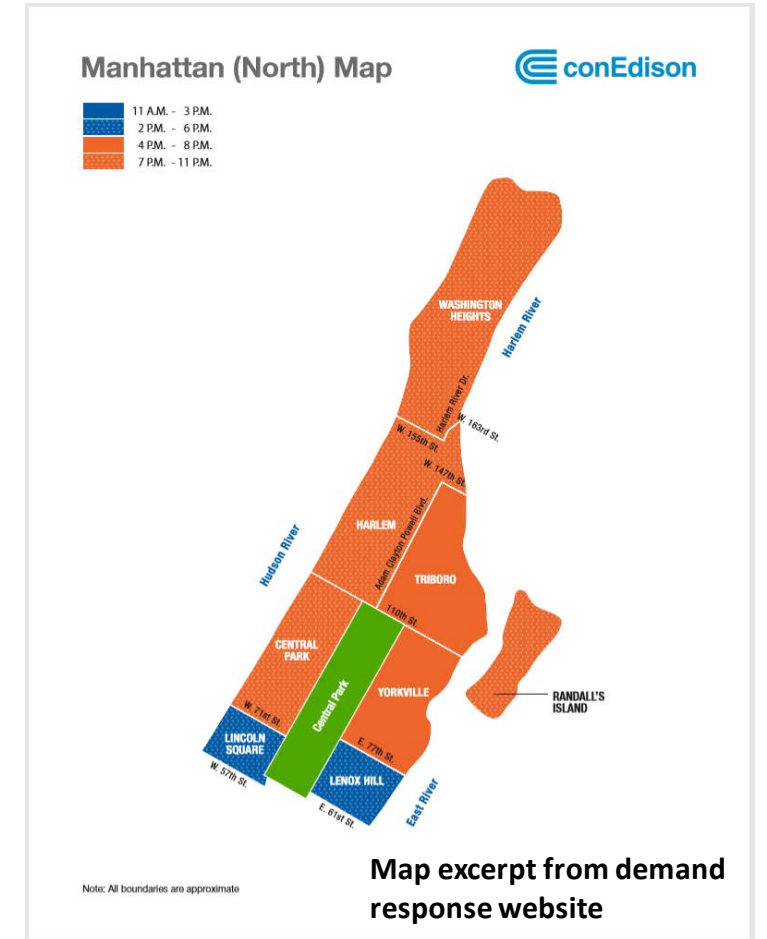 Manhattan (North) Map
conEdison
11 A.M. - 3 P.M.
2 P.M. - 6 P.M.
4 P.M. - 8 P.M.
7 P.M. - 11 P.M.
WASHINGTON
HEIGHTS
Harlem River
Harlem River Dr.
W. 163rd St.
W. 155th St.
W. 147th St.
HARLEM
Adam Clayton Powell Blvd.
Hudson River
TRIBORO
110th St.
CENTRAL
PARK
Central Park
YORKVILLE
RANDALL'S
ISLAND
W. 71st St.
LINCOLN
SQUARE
E. 77th St.
W. 57th St.
LENOX HILL
East River
E. 61st St.
Map excerpt from demand
response website
Note: All boundaries are approximate